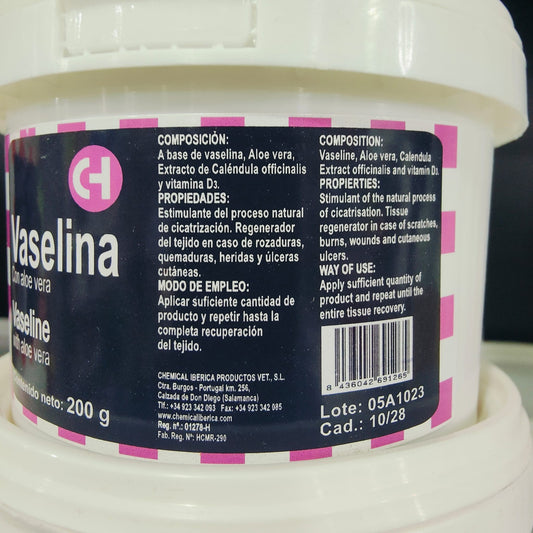 CH
Vaselina
Con aloe vera
Vaseline
with aloe vera
ntenido neto: 200 g
COMPOSICIÓN:
A base de vaselina, Aloe vera,
Extracto de Caléndula officinalis
y vitamina D3.
PROPIEDADES:
Estimulante del proceso natural
de cicatrización. Regenerador
del tejido en caso de rozaduras,
quemaduras, heridas y úlceras
cutáneas.
MODO DE EMPLEO:
Aplicar suficiente cantidad de
producto y repetir hasta la
completa recuperación
del tejido.
CHEMICAL IBERICA PRODUCTOS VET., S.L.
Ctra. Burgos - Portugal km. 256,
Calzada de Don Diego (Salamanca)
Tlf.: +34 923 342 093 Fax: +34 923 342 085
www.chemicaliberica.com
Reg. nº.: 01278-H
Fab. Reg. Nº: HCMR-290
COMPOSITION:
Vaseline, Aloe vera, Calendula
Extract officinalis and vitamin D3.
PROPIERTIES:
Stimulant of the natural process
of cicatrisation. Tissue
regenerator in case of scratches,
burns, wounds and cutaneous
ulcers.
WAY OF USE:
Apply sufficient quantity of
product and repeat until the
entire tissue recovery.
8 436042 691265
Lote: 05A1023
Cad.: 10/28